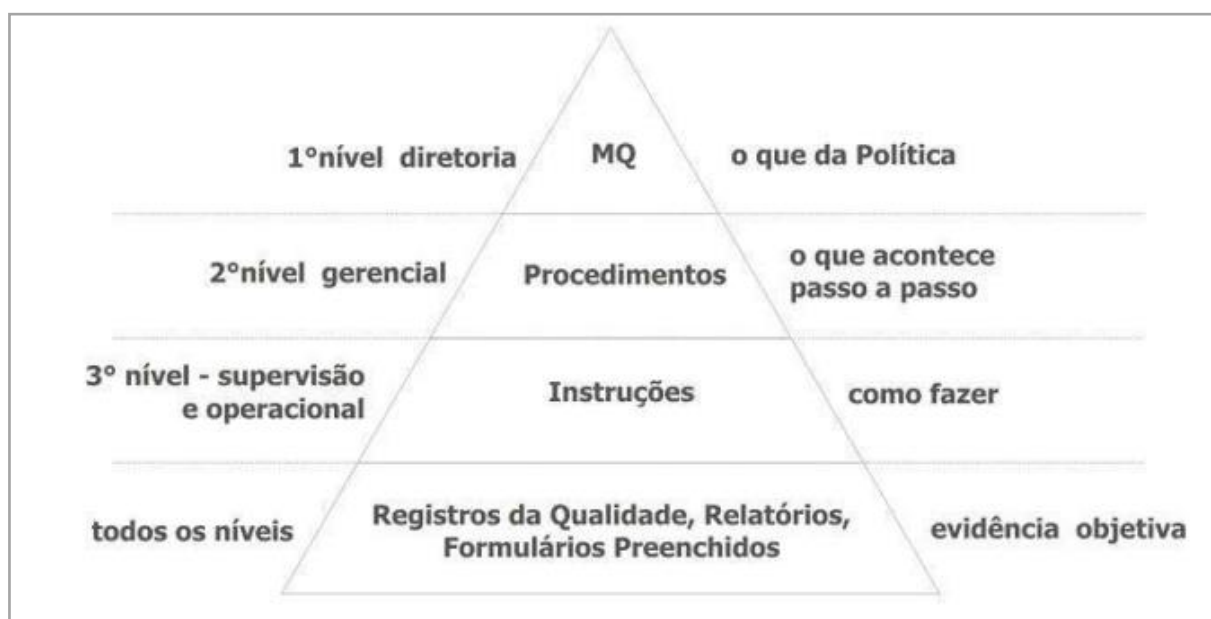 1°nível diretoria
MQ
o que da Política
2°nível gerencial
Procedimentos
o que acontece
passo a passo
3° nível - supervisão
e operacional
Instruções
como fazer
todos os níveis
Registros da Qualidade, Relatórios,
Formulários Preenchidos
evidência objetiva